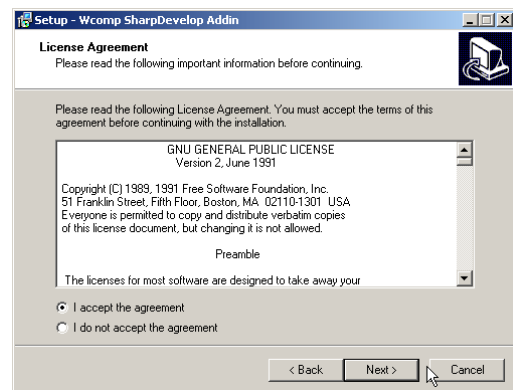 Setup - Wcomp SharpDevelop Addin
License Agreement
Please read the following important information before continuing.
Please read the following License Agreement. You must accept the terms of this
agreement before continuing with the installation.
GNU GENERAL PUBLIC LICENSE
Version 2, June 1991
Copyright (C) 1989, 1991 Free Software Foundation, Inc.
51 Franklin Street, Fifth Floor, Boston, MA 02110-1301 USA
Everyone is permitted to copy and distribute verbatim copies
of this license document, but changing it is not allowed.
Preamble
The licenses for most software are designed to take away your
I accept the agreement
I do not accept the agreement
< Back Next > Cancel